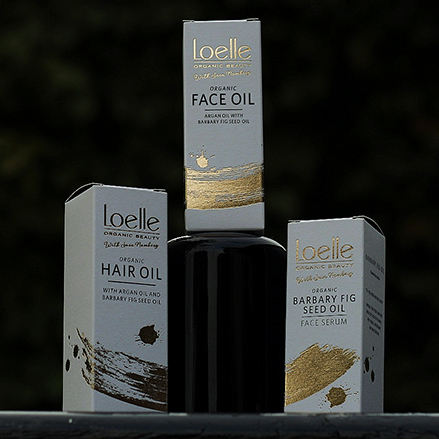 Loelle
ORGANIC BEAUTY
ORGANIC
FACE OIL
ARGAN OIL WITH
BARBARY FIG SEED OIL
Loelle
ORGANIC BEAUTY
ORGANIC
HAIR OIL
WITH ARGAN OIL AND
BARBARY FIG SEED OIL
Loelle
ORGANIC BEAUTY
ORGANIC
BARBARY FIG
SEED OIL
FACE SERUM